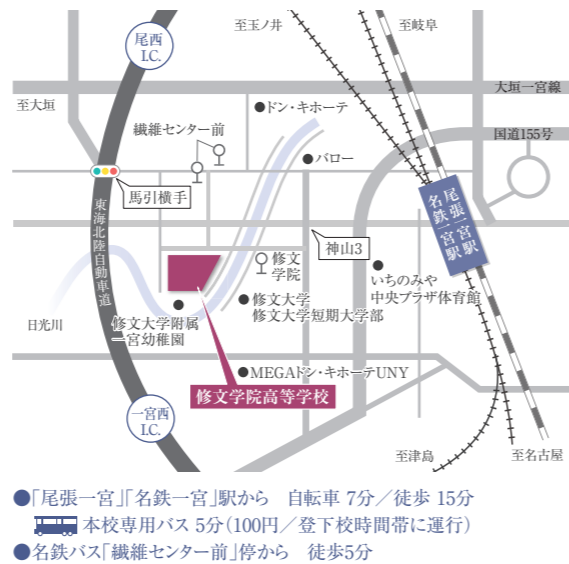 至玉ノ井
至岐阜
尾西
I.C.
大垣一宮線
至大垣
ドン・キホーテ
国道155号
繊維センター前
バロー
馬引横手
尾張一宮駅
名鉄一宮駅
東海北陸自動車道
神山3
修文
学院
いちのみや
中央プラザ体育館
修文大学
修文大学短期大学部
日光川
修文大学附属
一宮幼稚園
MEGAドン・キホーテUNY
修文学院高等学校
一宮西
I.C.
至津島
至名古屋
●「尾張一宮」「名鉄一宮」駅から 自転車 7分／徒歩 15分
本校専用バス 5分(100円／登下校時間帯に運行)
●名鉄バス「繊維センター前」停から 徒歩5分